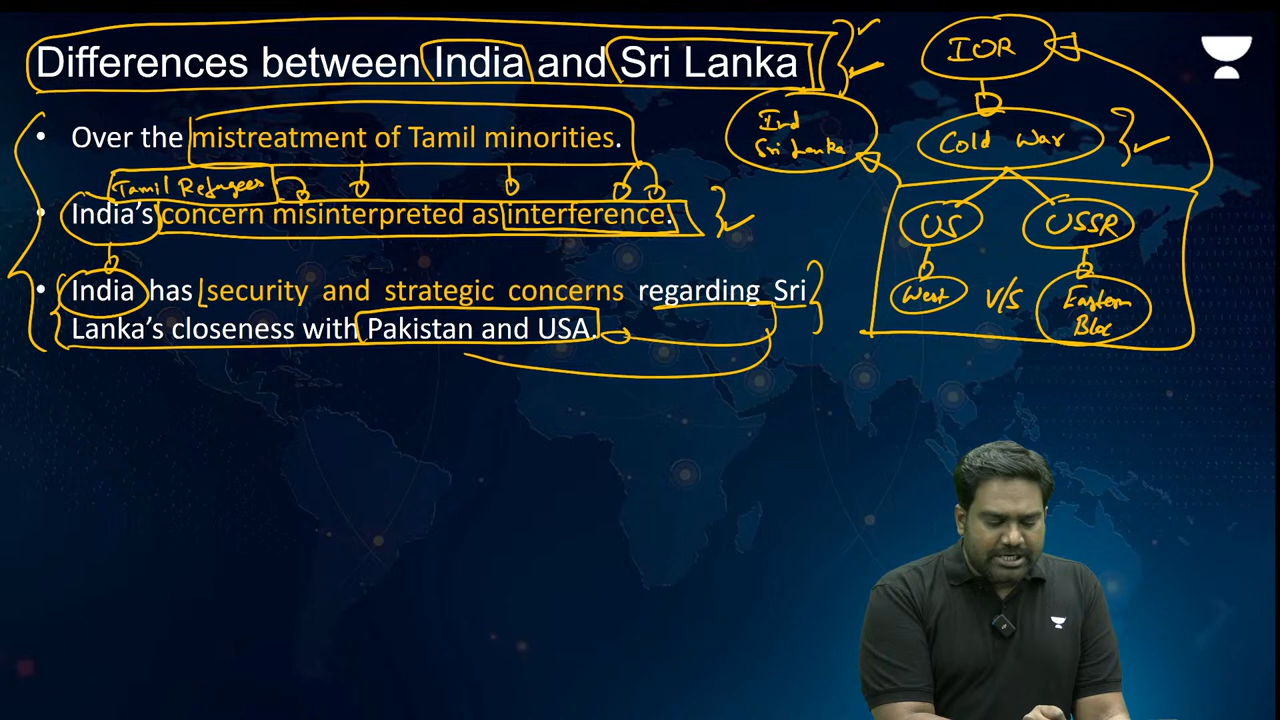 Differences between India and Sri Lanka
• Over the mistreatment of Tamil minorities.
Tamil Refugees
• India's concern misinterpreted as interference.
• India has security and strategic concerns regarding Sri
Lanka's closeness with Pakistan and USA.
Ind
Sri Lanka
IOR
Cold War
US
USSR
West
V/S
Eastern
Bloc